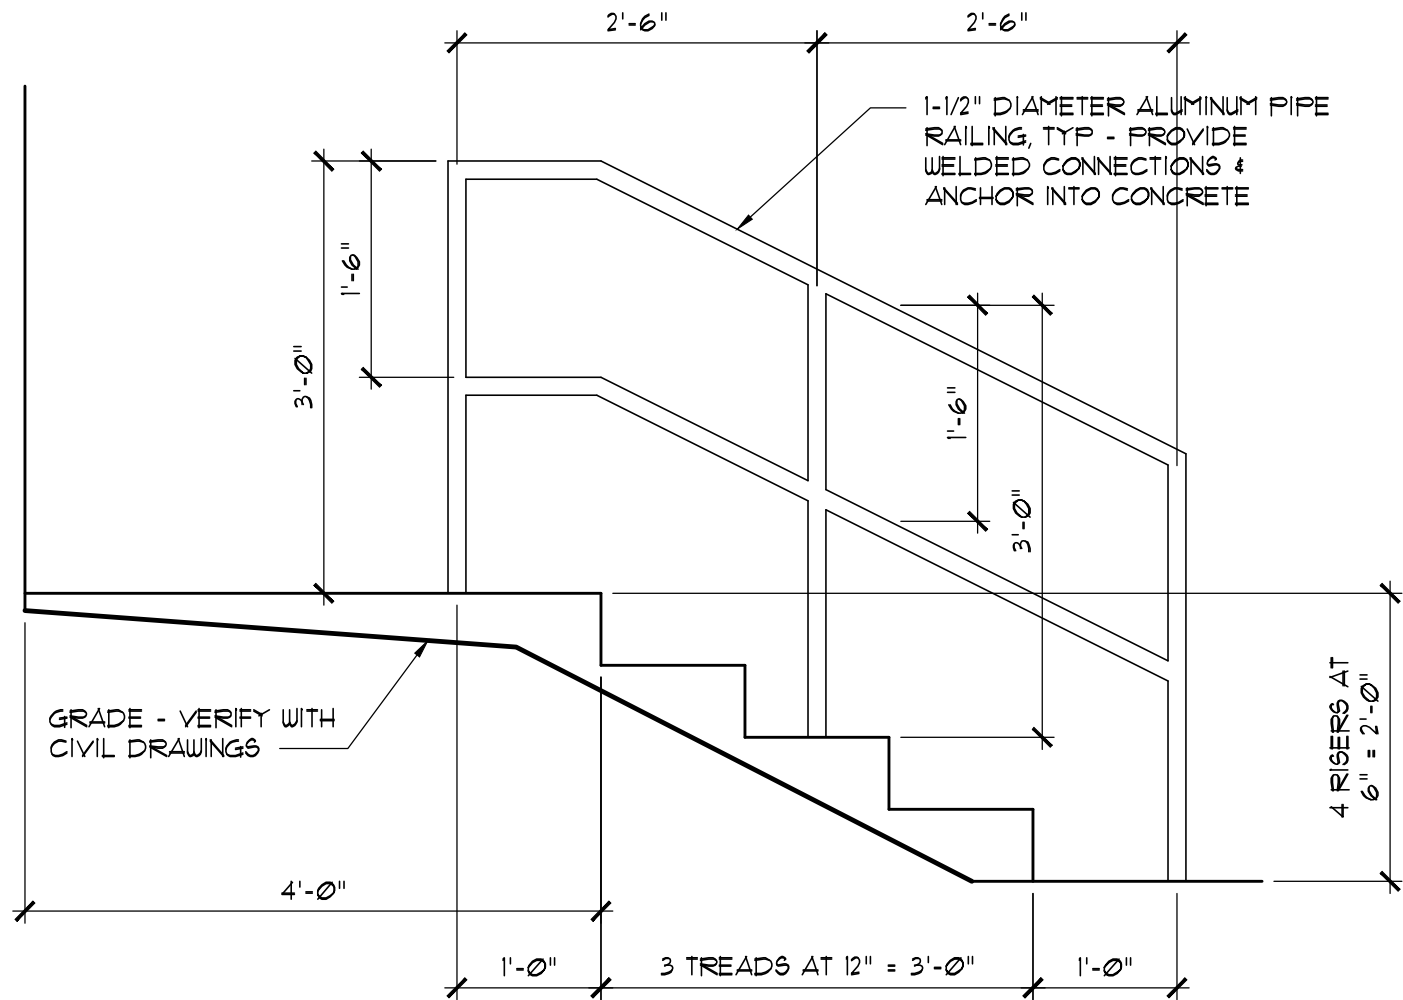 2'-6"
2'-6"
1-1/2" DIAMETER ALUMINUM PIPE
RAILING, TYP - PROVIDE
WELDED CONNECTIONS &
ANCHOR INTO CONCRETE
1'-6"
3'-0"
1'-6"
3'-0"
GRADE - VERIFY WITH
CIVIL DRAWINGS
4 RISERS AT
6" = 2'-0"
4'-0"
1'-0"
3 TREADS AT 12" = 3'-0"
1'-0"